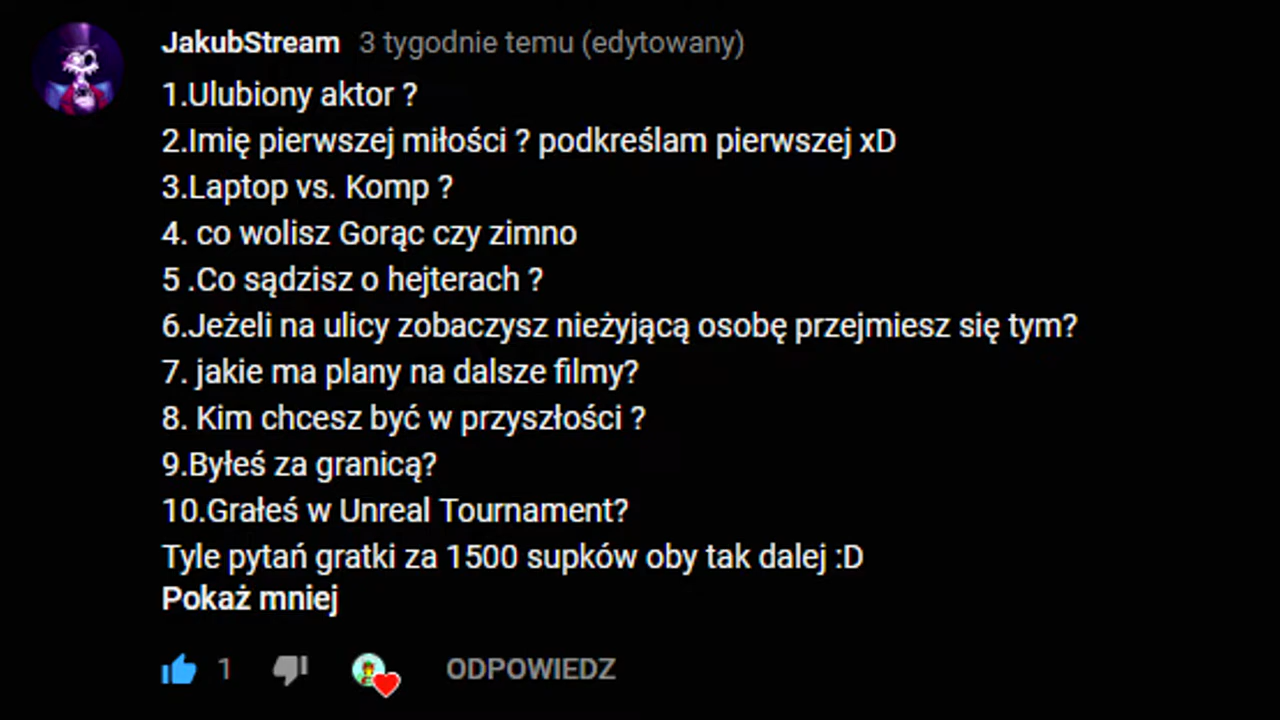 JakubStream 3 tygodnie temu (edytowany)
1.Ulubiony aktor ?
2.Imię pierwszej miłości ? podkreślam pierwszej xD
3.Laptop vs. Komp ?
4. co wolisz Gorąc czy zimno
5 .Co sądzisz o hejterach ?
6.Jeżeli na ulicy zobaczysz nieżyjącą osobę przejmiesz się tym?
7. jakie ma plany na dalsze filmy?
8. Kim chcesz być w przyszłości ?
9.Byłeś za granicą?
10.Grałeś w Unreal Tournament?
Tyle pytań gratki za 1500 supków oby tak dalej :D
Pokaż mniej
1 ODPOWIEDZ